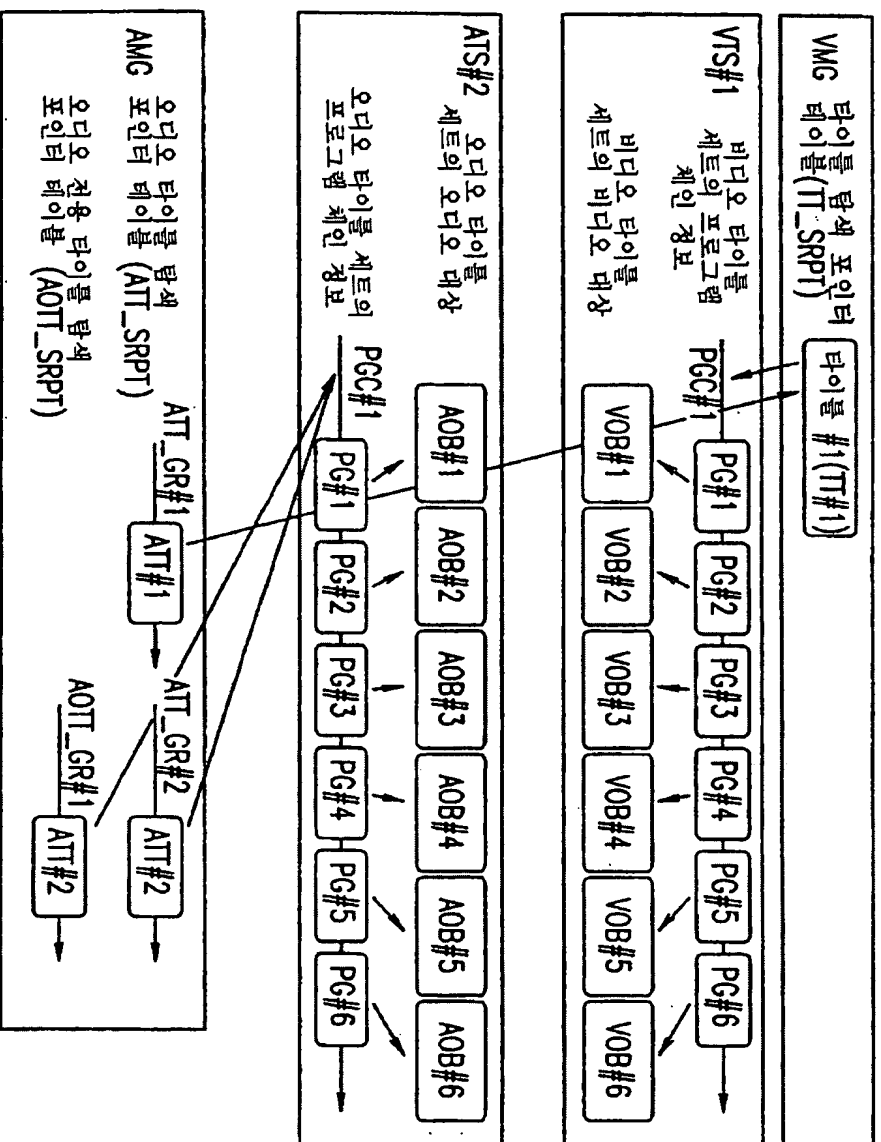 VMG
타이틀 탐색 포인터
테이블(TT_SRPT)
타이틀 #1(TT#1)
VTS#1
비디오 타이틀
세트의 프로그램
체인 정보
PGC#1
PG#1
PG#2
PG#3
PG#4
PG#5
PG#6
비디오 타이틀
세트의 비디오 대상
VOB#1
VOB#2
VOB#3
VOB#4
VOB#5
VOB#6
ATS#2
오디오 타이틀
세트의 오디오 대상
AOB#1
AOB#2
AOB#3
AOB#4
AOB#5
AOB#6
오디오 타이틀 세트의
프로그램 체인 정보
PGC#1
PG#1
PG#2
PG#3
PG#4
PG#5
PG#6
AMG
오디오 타이틀 탐색
포인터 테이블 (ATT_SRPT)
ATT_GR#1
ATT#1
ATT_GR#2
ATT#2
오디오 전용 타이틀 탐색
포인터 테이블 (AOTT_SRPT)
AOTT_GR#1
ATT#2